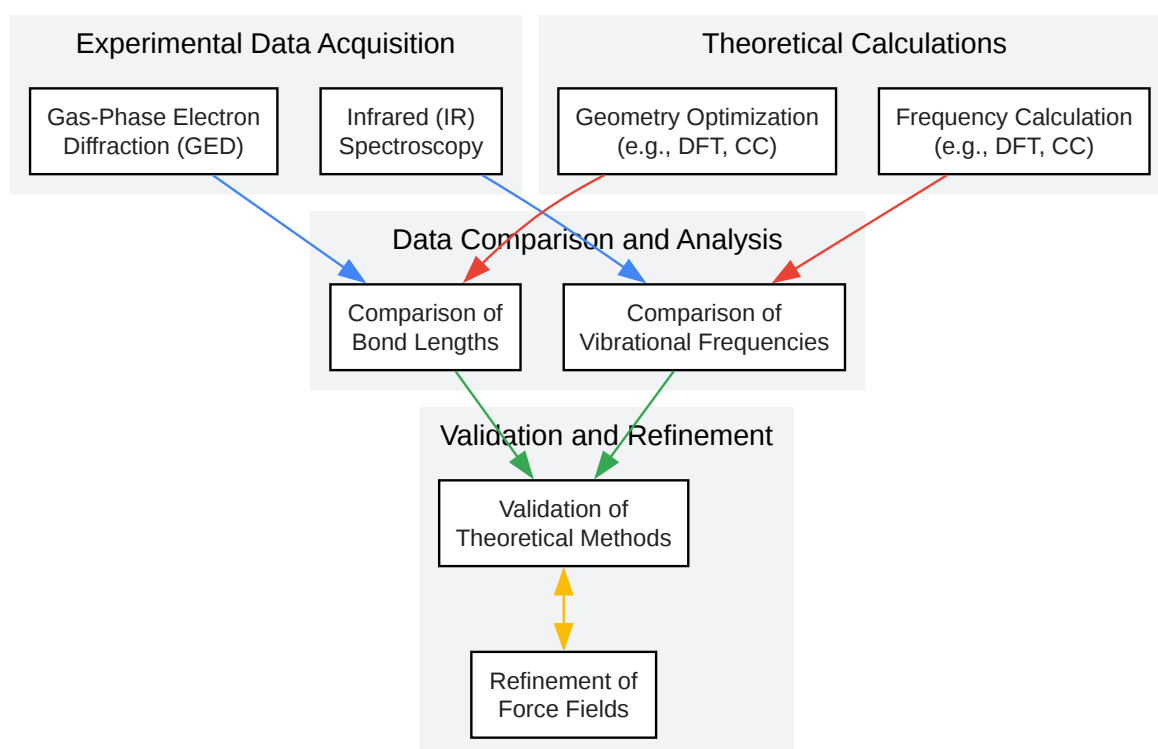 Experimental Data Acquisition
Theoretical Calculations
Gas-Phase Electron
Diffraction (GED)
Infrared (IR)
Spectroscopy
Geometry Optimization
(e.g., DFT, CC)
Frequency Calculation
(e.g., DFT, CC)
Data Comparison and Analysis
Comparison of
Bond Lengths
Comparison of
Vibrational Frequencies
Validation and Refinement
Validation of
Theoretical Methods
Refinement of
Force Fields